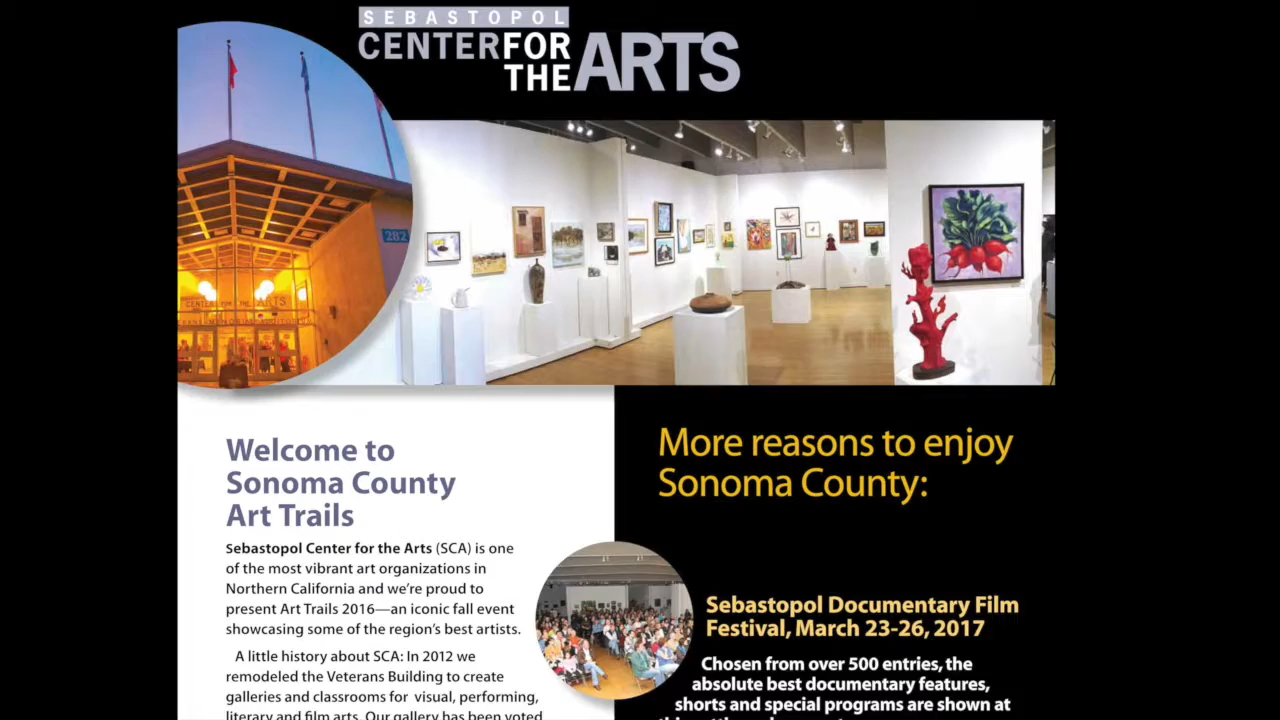 SEBASTOPOL
CENTER FOR
THE ARTS
282
CENTER FOR THE ARTS
Welcome to
Sonoma County
Art Trails
Sebastopol Center for the Arts (SCA) is one
of the most vibrant art organizations in
Northern California and we're proud to
present Art Trails 2016—an iconic fall event
showcasing some of the region's best artists.
A little history about SCA: In 2012 we
remodeled the Veterans Building to create
galleries and classrooms for visual, performing,
literary and film arts. Our gallery has been voted
More reasons to enjoy
Sonoma County:
Sebastopol Documentary Film
Festival, March 23-26, 2017
Chosen from over 500 entries, the
absolute best documentary features,
shorts and special programs are shown at